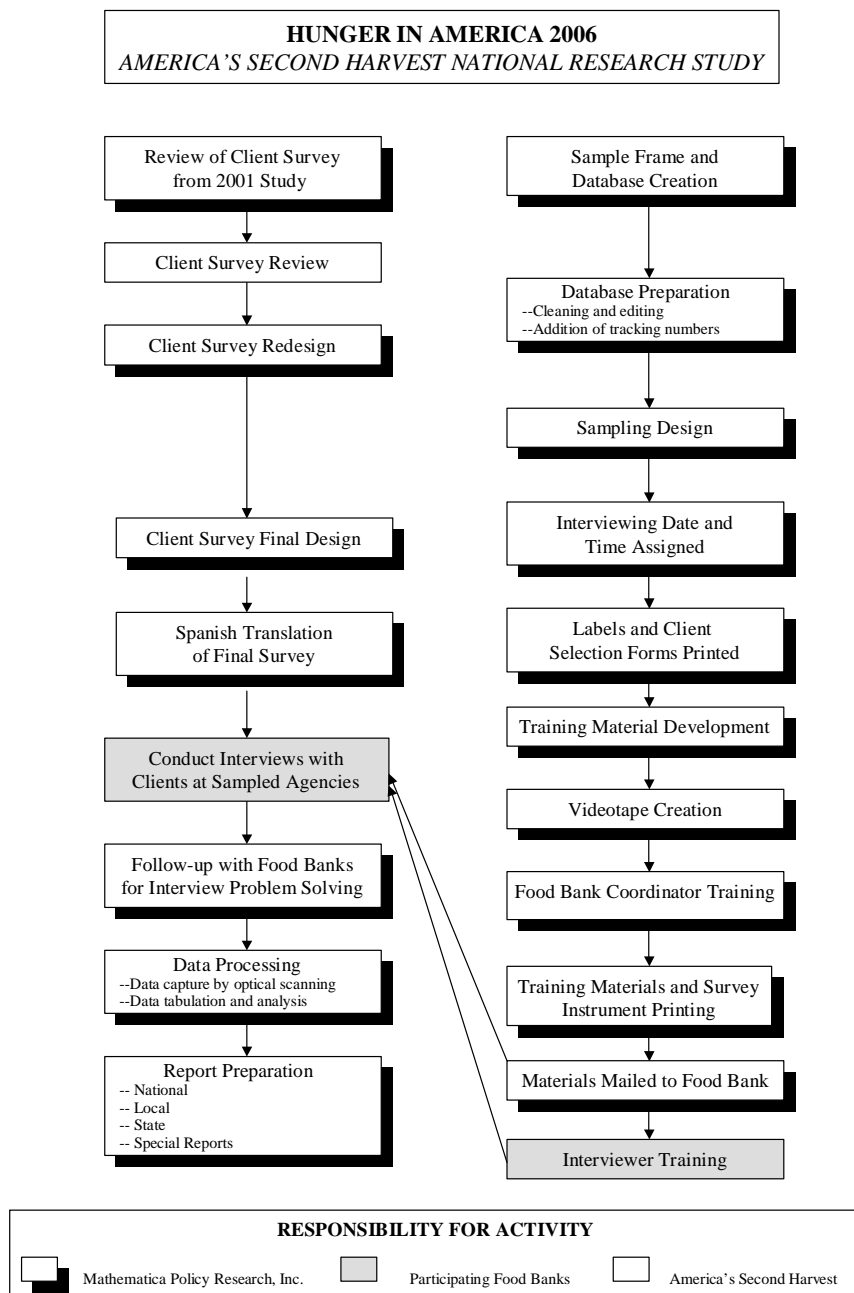 HUNGER IN AMERICA 2006
AMERICA'S SECOND HARVEST NATIONAL RESEARCH STUDY
Review of Client Survey
from 2001 Study
Client Survey Review
Client Survey Redesign
Client Survey Final Design
Spanish Translation
of Final Survey
Conduct Interviews with
Clients at Sampled Agencies
Follow-up with Food Banks
for Interview Problem Solving
Data Processing
--Data capture by optical scanning
--Data tabulation and analysis
Report Preparation
-- National
-- Local
-- State
-- Special Reports
Sample Frame and
Database Creation
Database Preparation
--Cleaning and editing
--Addition of tracking numbers
Sampling Design
Interviewing Date and
Time Assigned
Labels and Client
Selection Forms Printed
Training Material Development
Videotape Creation
Food Bank Coordinator Training
Training Materials and Survey
Instrument Printing
Materials Mailed to Food Bank
Interviewer Training
RESPONSIBILITY FOR ACTIVITY
Mathematica Policy Research, Inc.
Participating Food Banks
America's Second Harvest